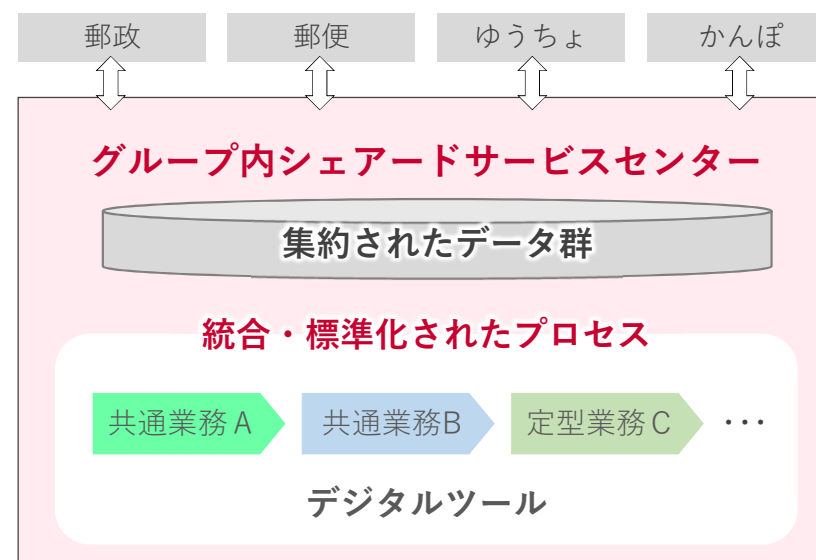 郵政 郵便 ゆうちょ かんぽ
グループ内シェアードサービスセンター
集約されたデータ群
統合・標準化されたプロセス
共通業務A 共通業務B 定型業務C ・・・
デジタルツール